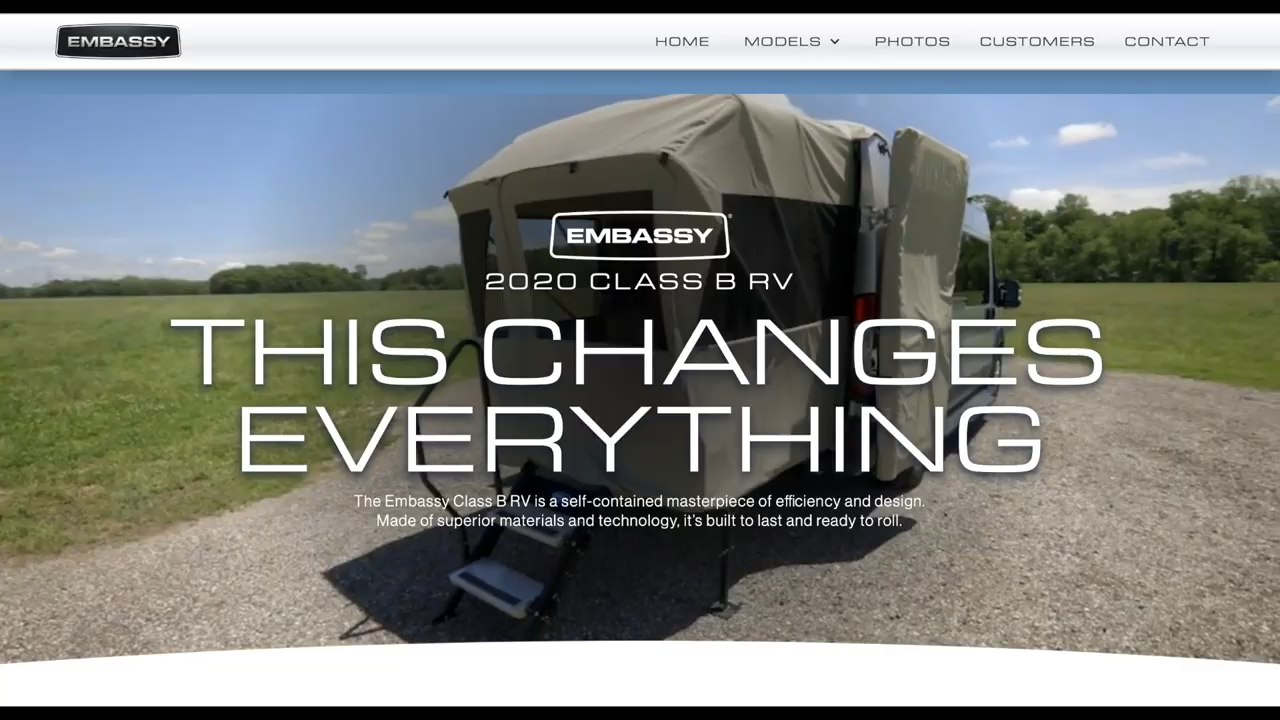 EMBASSY
HOME MODELS PHOTOS CUSTOMERS CONTACT
EMBASSY®
2020 CLASS B RV
THIS CHANGES
EVERYTHING
The Embassy Class B RV is a self-contained masterpiece of efficiency and design.
Made of superior materials and technology, it's built to last and ready to roll.